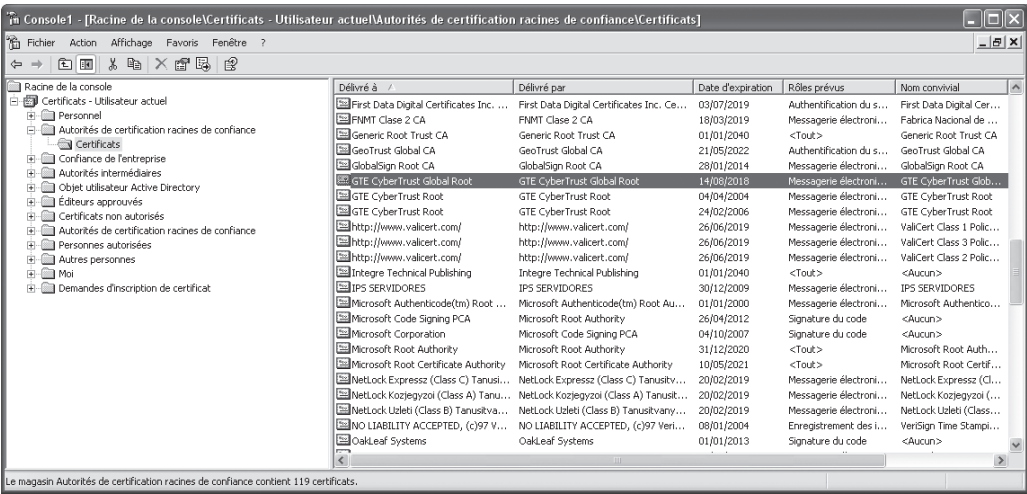 Console1 - [Racine de la console\Certificats - Utilisateur actuel\Autorités de certification racines de confiance\Certificats]
Fichier Action Affichage Favoris Fenêtre ?
Racine de la console
Certificats - Utilisateur actuel
Personnel
Autorités de certification racines de confiance
Certificats
Confiance de l'entreprise
Autorités intermédiaires
Objet utilisateur Active Directory
Éditeurs approuvés
Certificats non autorisés
Autorités de certification racines de confiance
Personnes autorisées
Autres personnes
Moi
Demandes d'inscription de certificat
Délivré à Délivré par Date d'expiration Rôles prévus Nom convivial
First Data Digital Certificates Inc. ... First Data Digital Certificates Inc. Ce... 03/07/2019 Authentification du s... First Data Digital Cer...
FNMT Clase 2 CA FNMT Clase 2 CA 18/03/2019 Messagerie électroni... Fabrica Nacional de ...
Generic Root Trust CA Generic Root Trust CA 01/01/2040 <Tout> Generic Root Trust CA
GeoTrust Global CA GeoTrust Global CA 21/05/2022 Authentification du s... GeoTrust Global CA
GlobalSign Root CA GlobalSign Root CA 28/01/2014 Messagerie électroni... GlobalSign Root CA
GTE CyberTrust Global Root GTE CyberTrust Global Root 14/08/2018 Messagerie électroni... GTE CyberTrust Glob...
GTE CyberTrust Root GTE CyberTrust Root 04/04/2004 Messagerie électroni... GTE CyberTrust Root
GTE CyberTrust Root GTE CyberTrust Root 24/02/2006 Messagerie électroni... GTE CyberTrust Root
http://www.valicert.com/ http://www.valicert.com/ 26/06/2019 Messagerie électroni... ValiCert Class 1 Polic...
http://www.valicert.com/ http://www.valicert.com/ 26/06/2019 Messagerie électroni... ValiCert Class 3 Polic...
http://www.valicert.com/ http://www.valicert.com/ 26/06/2019 Messagerie électroni... ValiCert Class 2 Polic...
Integre Technical Publishing Integre Technical Publishing 01/01/2040 <Tout> <Aucun>
IPS SERVIDORES IPS SERVIDORES 30/12/2009 Messagerie électroni... IPS SERVIDORES
Microsoft Authenticode(tm) Root ... Microsoft Authenticode(tm) Root Au... 01/01/2000 Messagerie électroni... Microsoft Authentico...
Microsoft Code Signing PCA Microsoft Root Authority 26/04/2012 Signature du code <Aucun>
Microsoft Corporation Microsoft Code Signing PCA 04/10/2007 Signature du code <Aucun>
Microsoft Root Authority Microsoft Root Authority 31/12/2020 <Tout> Microsoft Root Auth...
Microsoft Root Certificate Authority Microsoft Root Certificate Authority 10/05/2021 <Tout> Microsoft Root Certif...
NetLock Expressz (Class C) Tanusi... NetLock Expressz (Class C) Tanusitv... 20/02/2019 Messagerie électroni... NetLock Expressz (Cl...
NetLock Kozjegyzoi (Class A) Tanu... NetLock Kozjegyzoi (Class A) Tanusit... 20/02/2019 Messagerie électroni... NetLock Kozjegyzoi (...
NetLock Uzleti (Class B) Tanusitva... NetLock Uzleti (Class B) Tanusitvany... 20/02/2019 Messagerie électroni... NetLock Uzleti (Class...
NO LIABILITY ACCEPTED, (c)97 V... NO LIABILITY ACCEPTED, (c)97 Veri... 08/01/2004 Enregistrement des i... VeriSign Time Stampi...
OakLeaf Systems OakLeaf Systems 01/01/2013 Signature du code <Aucun>
Le magasin Autorités de certification racines de confiance contient 119 certificats.